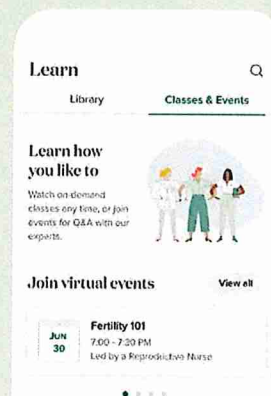 Learn
Library
Classes & Events
Learn how
you like to
Watch on-demand
classes any time, or join
events for Q&A with our
experts.
Join virtual events
View all
JUN
30
Fertility 101
7:00 - 7:30 PM
Led by a Reproductive Nurse